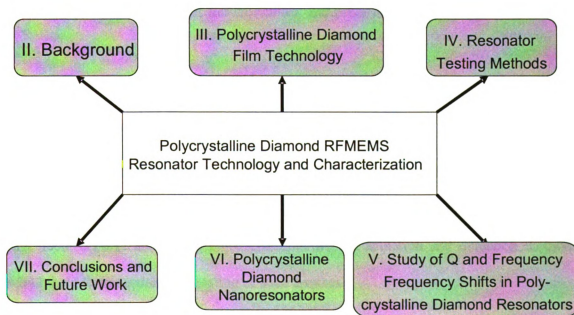 II. Background
III. Polycrystalline Diamond
Film Technology
IV. Resonator
Testing Methods
Polycrystalline Diamond RFMEMS
Resonator Technology and Characterization
VII. Conclusions and
Future Work
VI. Polycrystalline
Diamond
Nanoresonators
V. Study of Q and Frequency
Frequency Shifts in Poly-
crystalline Diamond Resonators